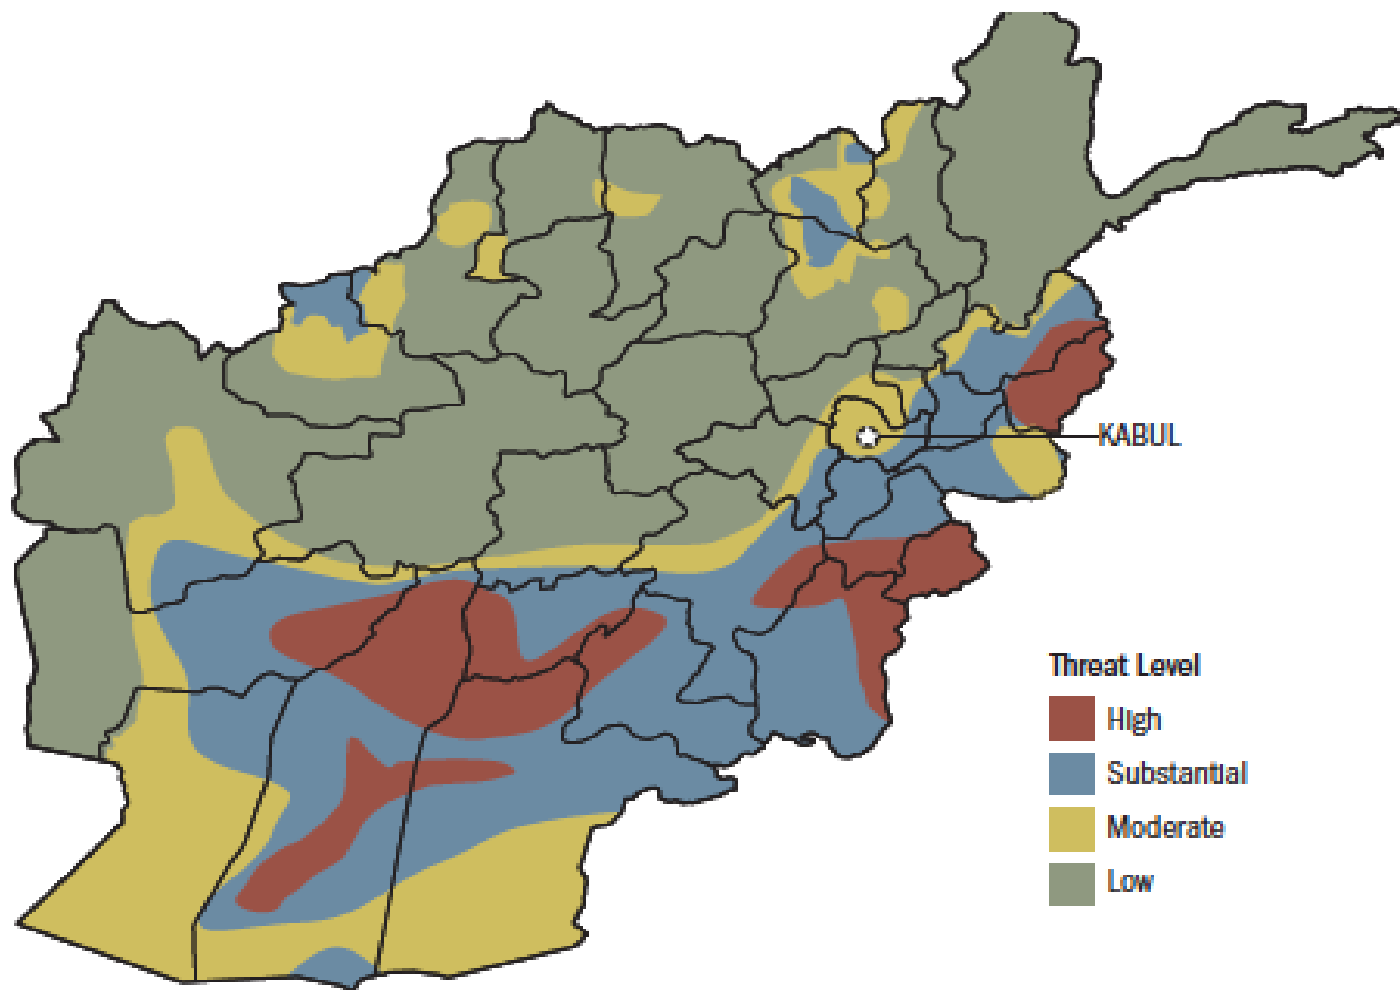 KABUL
Threat Level
High
Substantial
Moderate
Low